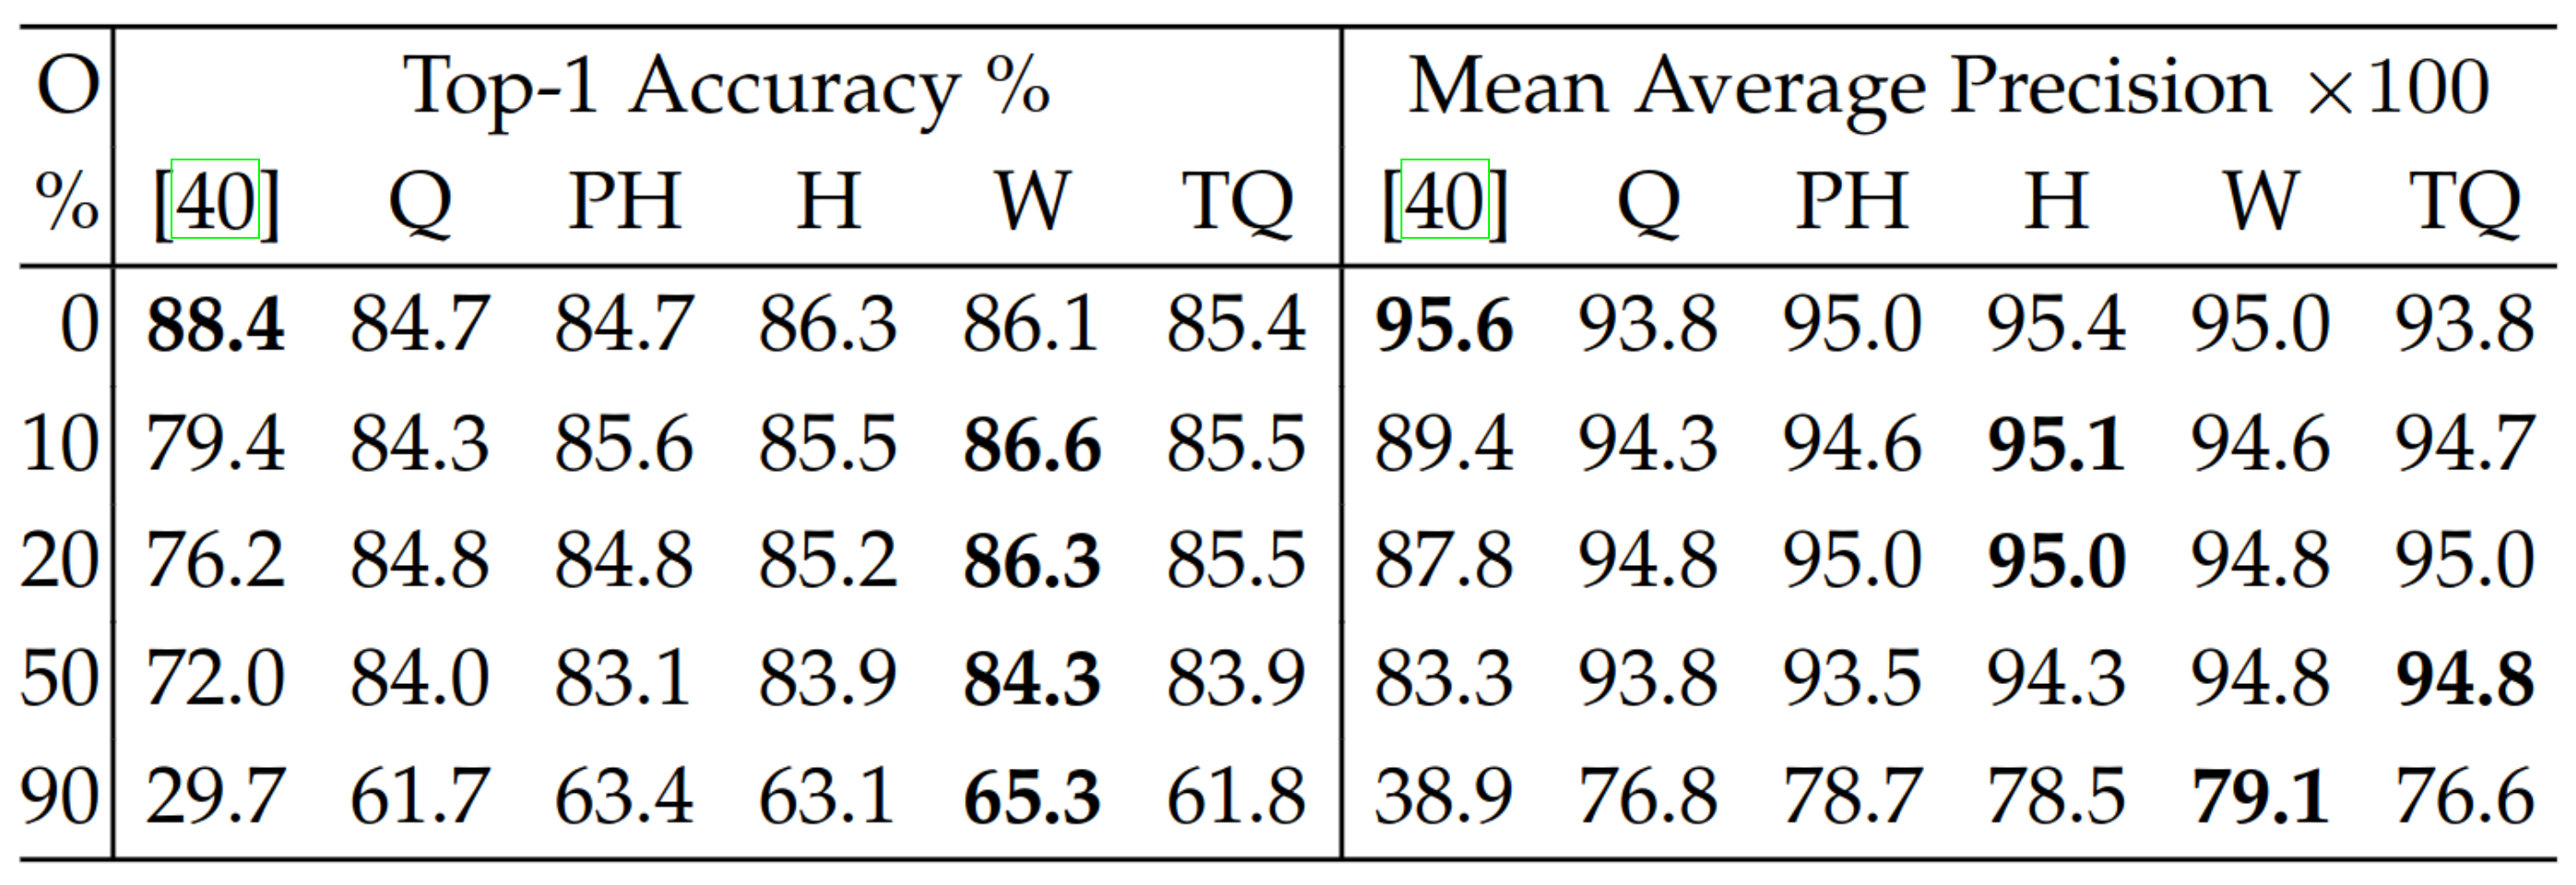 O Top-1 Accuracy % Mean Average Precision ×100
% [40] Q PH H W TQ [40] Q PH H W TQ
0 88.4 84.7 84.7 86.3 86.1 85.4 95.6 93.8 95.0 95.4 95.0 93.8
10 79.4 84.3 85.6 85.5 86.6 85.5 89.4 94.3 94.6 95.1 94.6 94.7
20 76.2 84.8 84.8 85.2 86.3 85.5 87.8 94.8 95.0 95.0 94.8 95.0
50 72.0 84.0 83.1 83.9 84.3 83.9 83.3 93.8 93.5 94.3 94.8 94.8
90 29.7 61.7 63.4 63.1 65.3 61.8 38.9 76.8 78.7 78.5 79.1 76.6